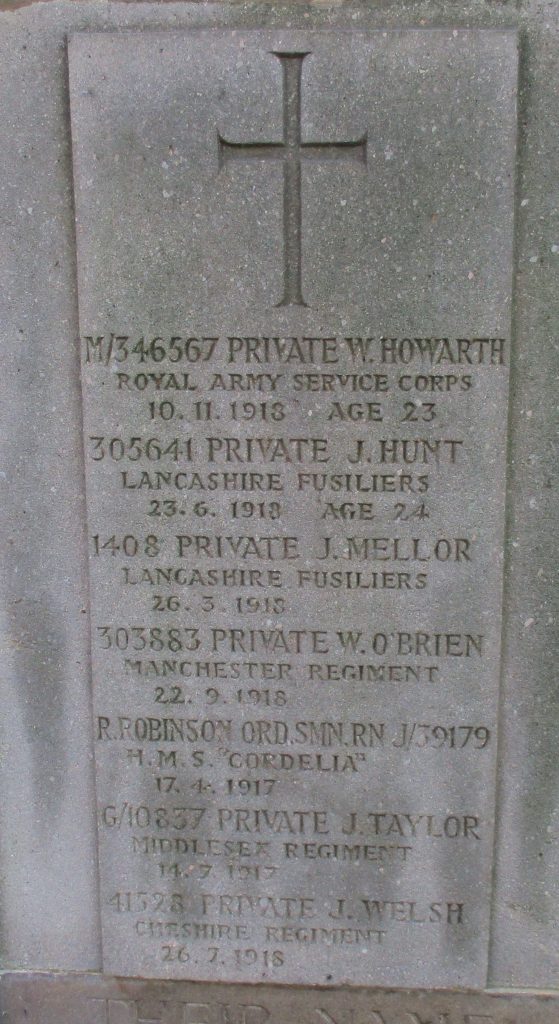 M/346567 PRIVATE W. HOWARTH
ROYAL ARMY SERVICE CORPS
10. 11. 1918 AGE 23
305641 PRIVATE J. HUNT
LANCASHIRE FUSILIERS
23. 6. 1918 AGE 24
1408 PRIVATE J. MELLOR
LANCASHIRE FUSILIERS
26. 3. 1918
303883 PRIVATE W. O'BRIEN
MANCHESTER REGIMENT
22. 9. 1918
R. ROBINSON ORD. SMN. RN J/39179
H. M. S. "CORDELIA"
17. 4. 1917
G/10837 PRIVATE J. TAYLOR
MIDDLESEX REGIMENT
14. 7. 1917
41328 PRIVATE J. WELSH
CHESHIRE REGIMENT
26. 7. 1918
THEIR NAME